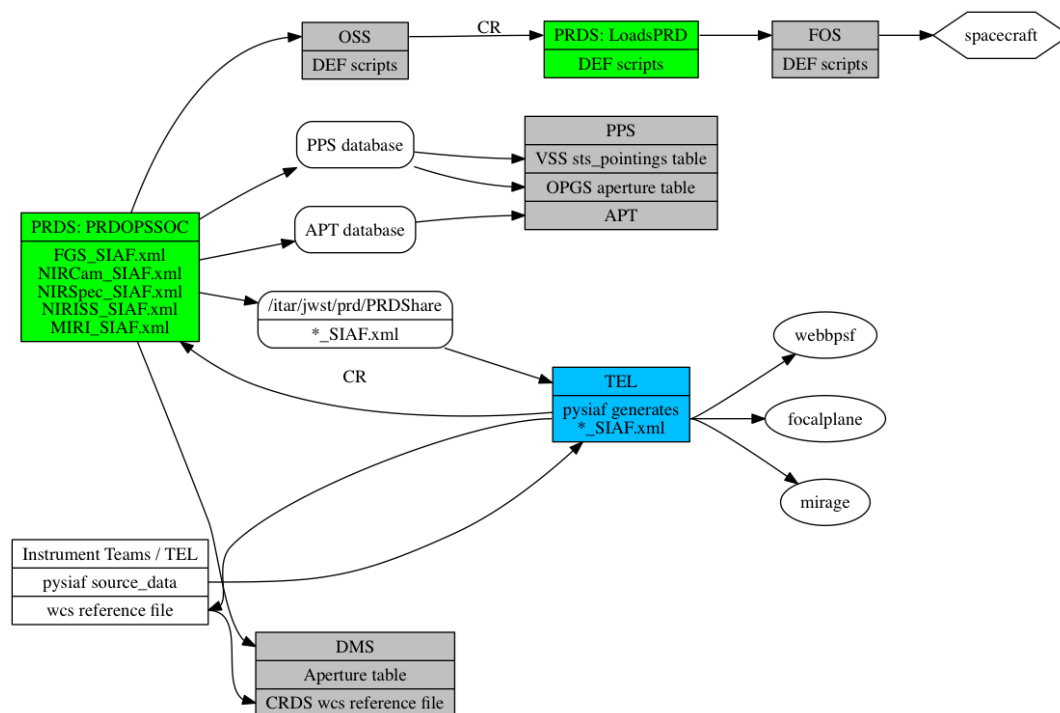 OSS
DEF scripts
CR
PRDS: LoadsPRD
DEF scripts
FOS
DEF scripts
spacecraft
PPS database
APT database
PPS
VSS sts_pointings table
OPGS aperture table
APT
PRDS: PRDOPSSOC
FGS_SIAF.xml
NIRCam_SIAF.xml
NIRSpec_SIAF.xml
NIRISS_SIAF.xml
MIRI_SIAF.xml
/itar/jwst/prd/PRDShare
*_SIAF.xml
CR
TEL
pysiaf generates
*_SIAF.xml
webbpsf
focalplane
mirage
Instrument Teams / TEL
pysiaf source_data
wcs reference file
DMS
Aperture table
CRDS wcs reference file